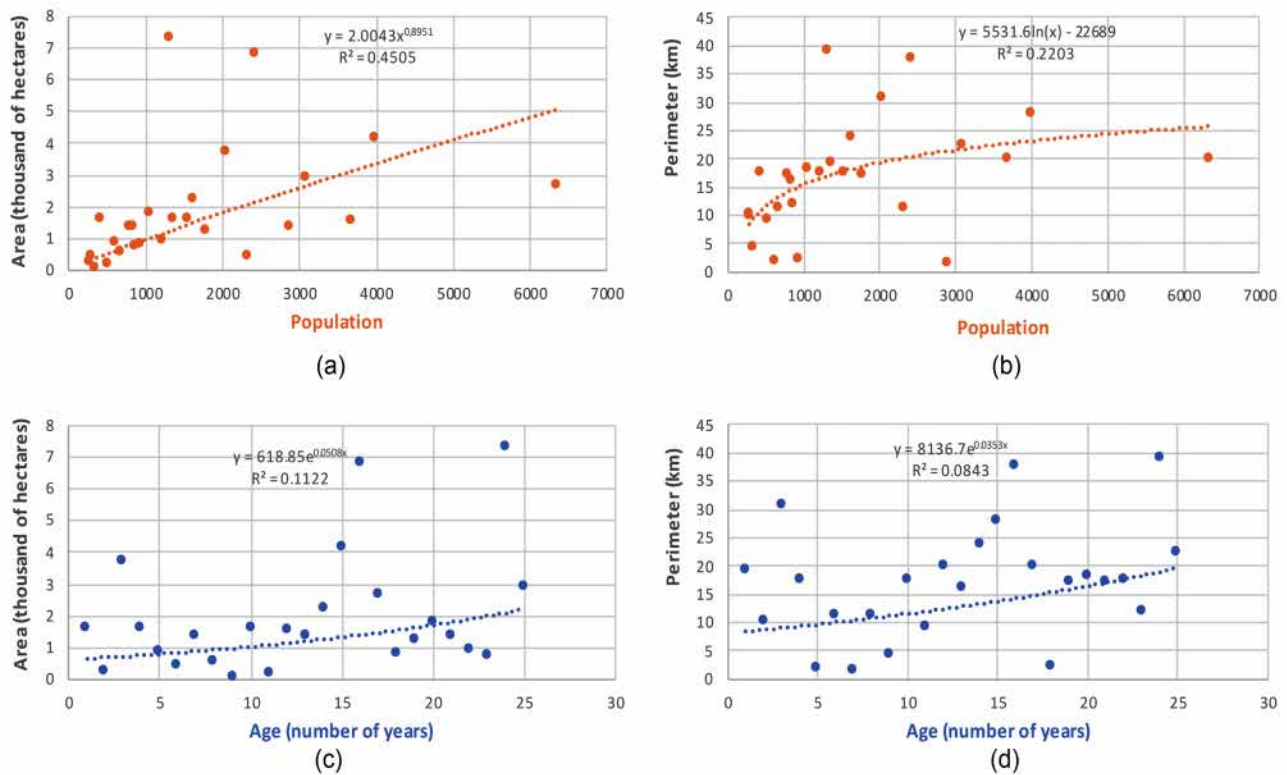 Area (thousand of hectares)
8
7
6
5
4
3
2
1
0
y = 2.0043x^0,8951
R² = 0.4505
0 1000 2000 3000 4000 5000 6000 7000
Population
(a)
Perimeter (km)
45
40
35
30
25
20
15
10
5
0
y = 5531.6ln(x) - 22689
R² = 0.2203
0 1000 2000 3000 4000 5000 6000 7000
Population
(b)
Area (thousand of hectares)
8
7
6
5
4
3
2
1
0
y = 618.85e^0.0508x
R² = 0.1122
0 5 10 15 20 25 30
Age (number of years)
(c)
Perimeter (km)
45
40
35
30
25
20
15
10
5
0
y = 8136.7e^0.0353x
R² = 0.0843
0 5 10 15 20 25 30
Age (number of years)
(d)